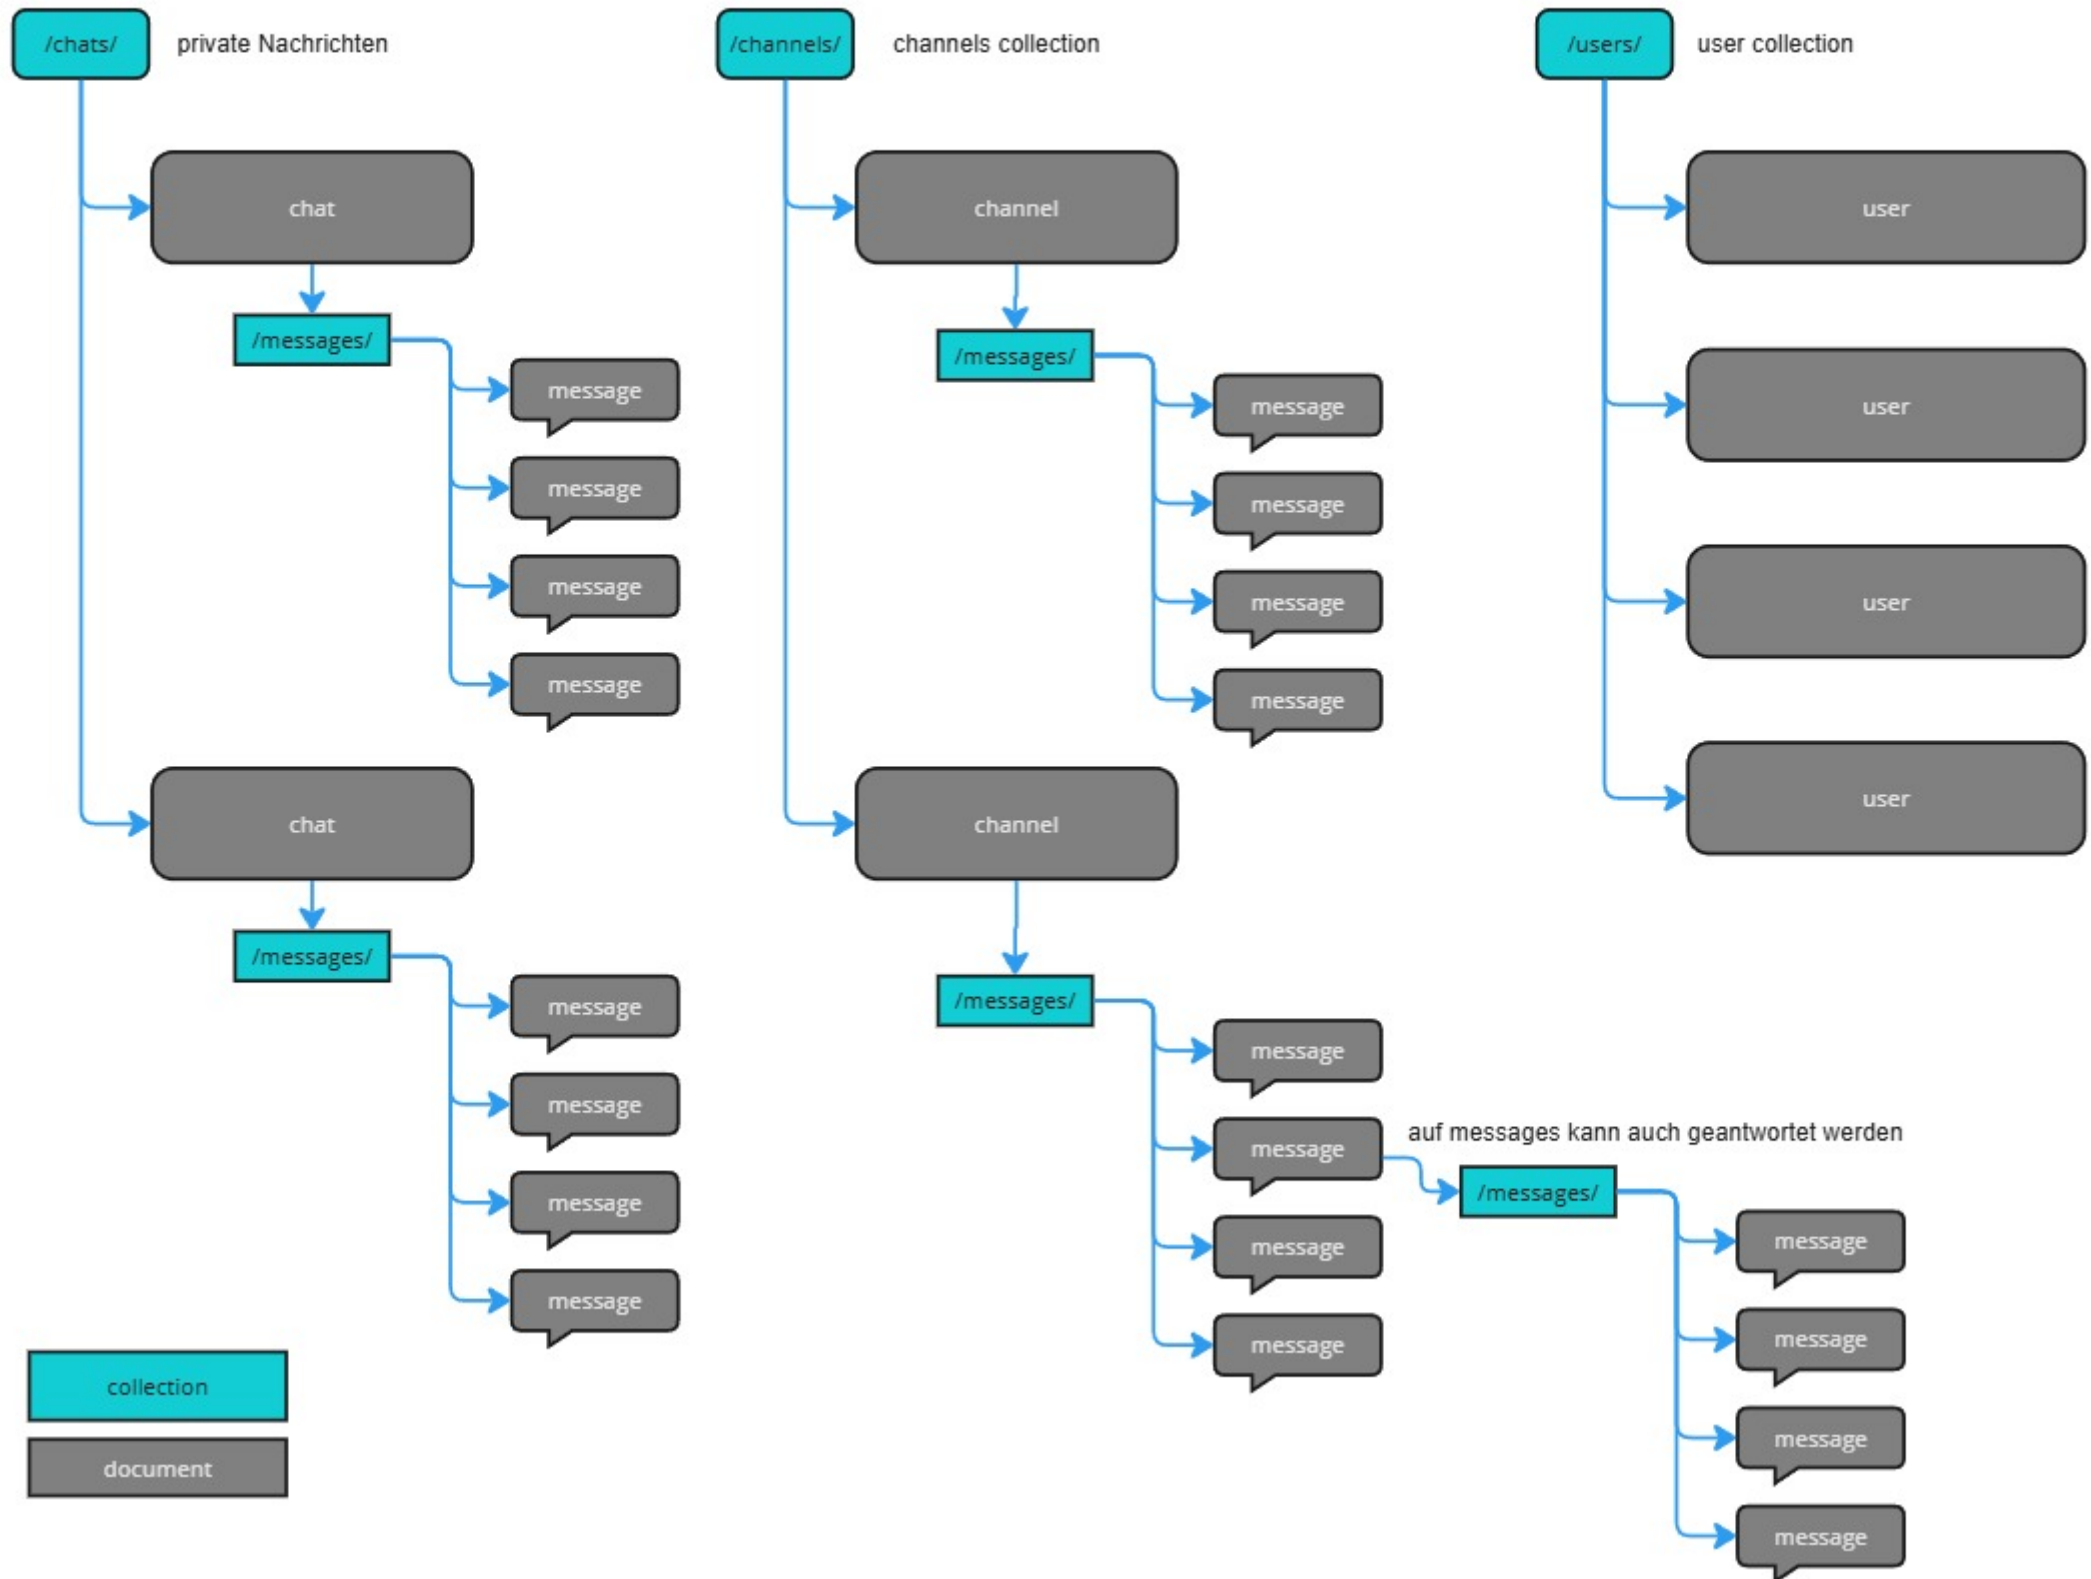 /chats/
private Nachrichten
chat
/messages/
message
message
message
message
chat
/messages/
message
message
message
message
/channels/
channels collection
channel
/messages/
message
message
message
message
channel
/messages/
message
message
message
message
auf messages kann auch geantwortet werden
/messages/
message
message
message
message
/users/
user collection
user
user
user
user
collection
document